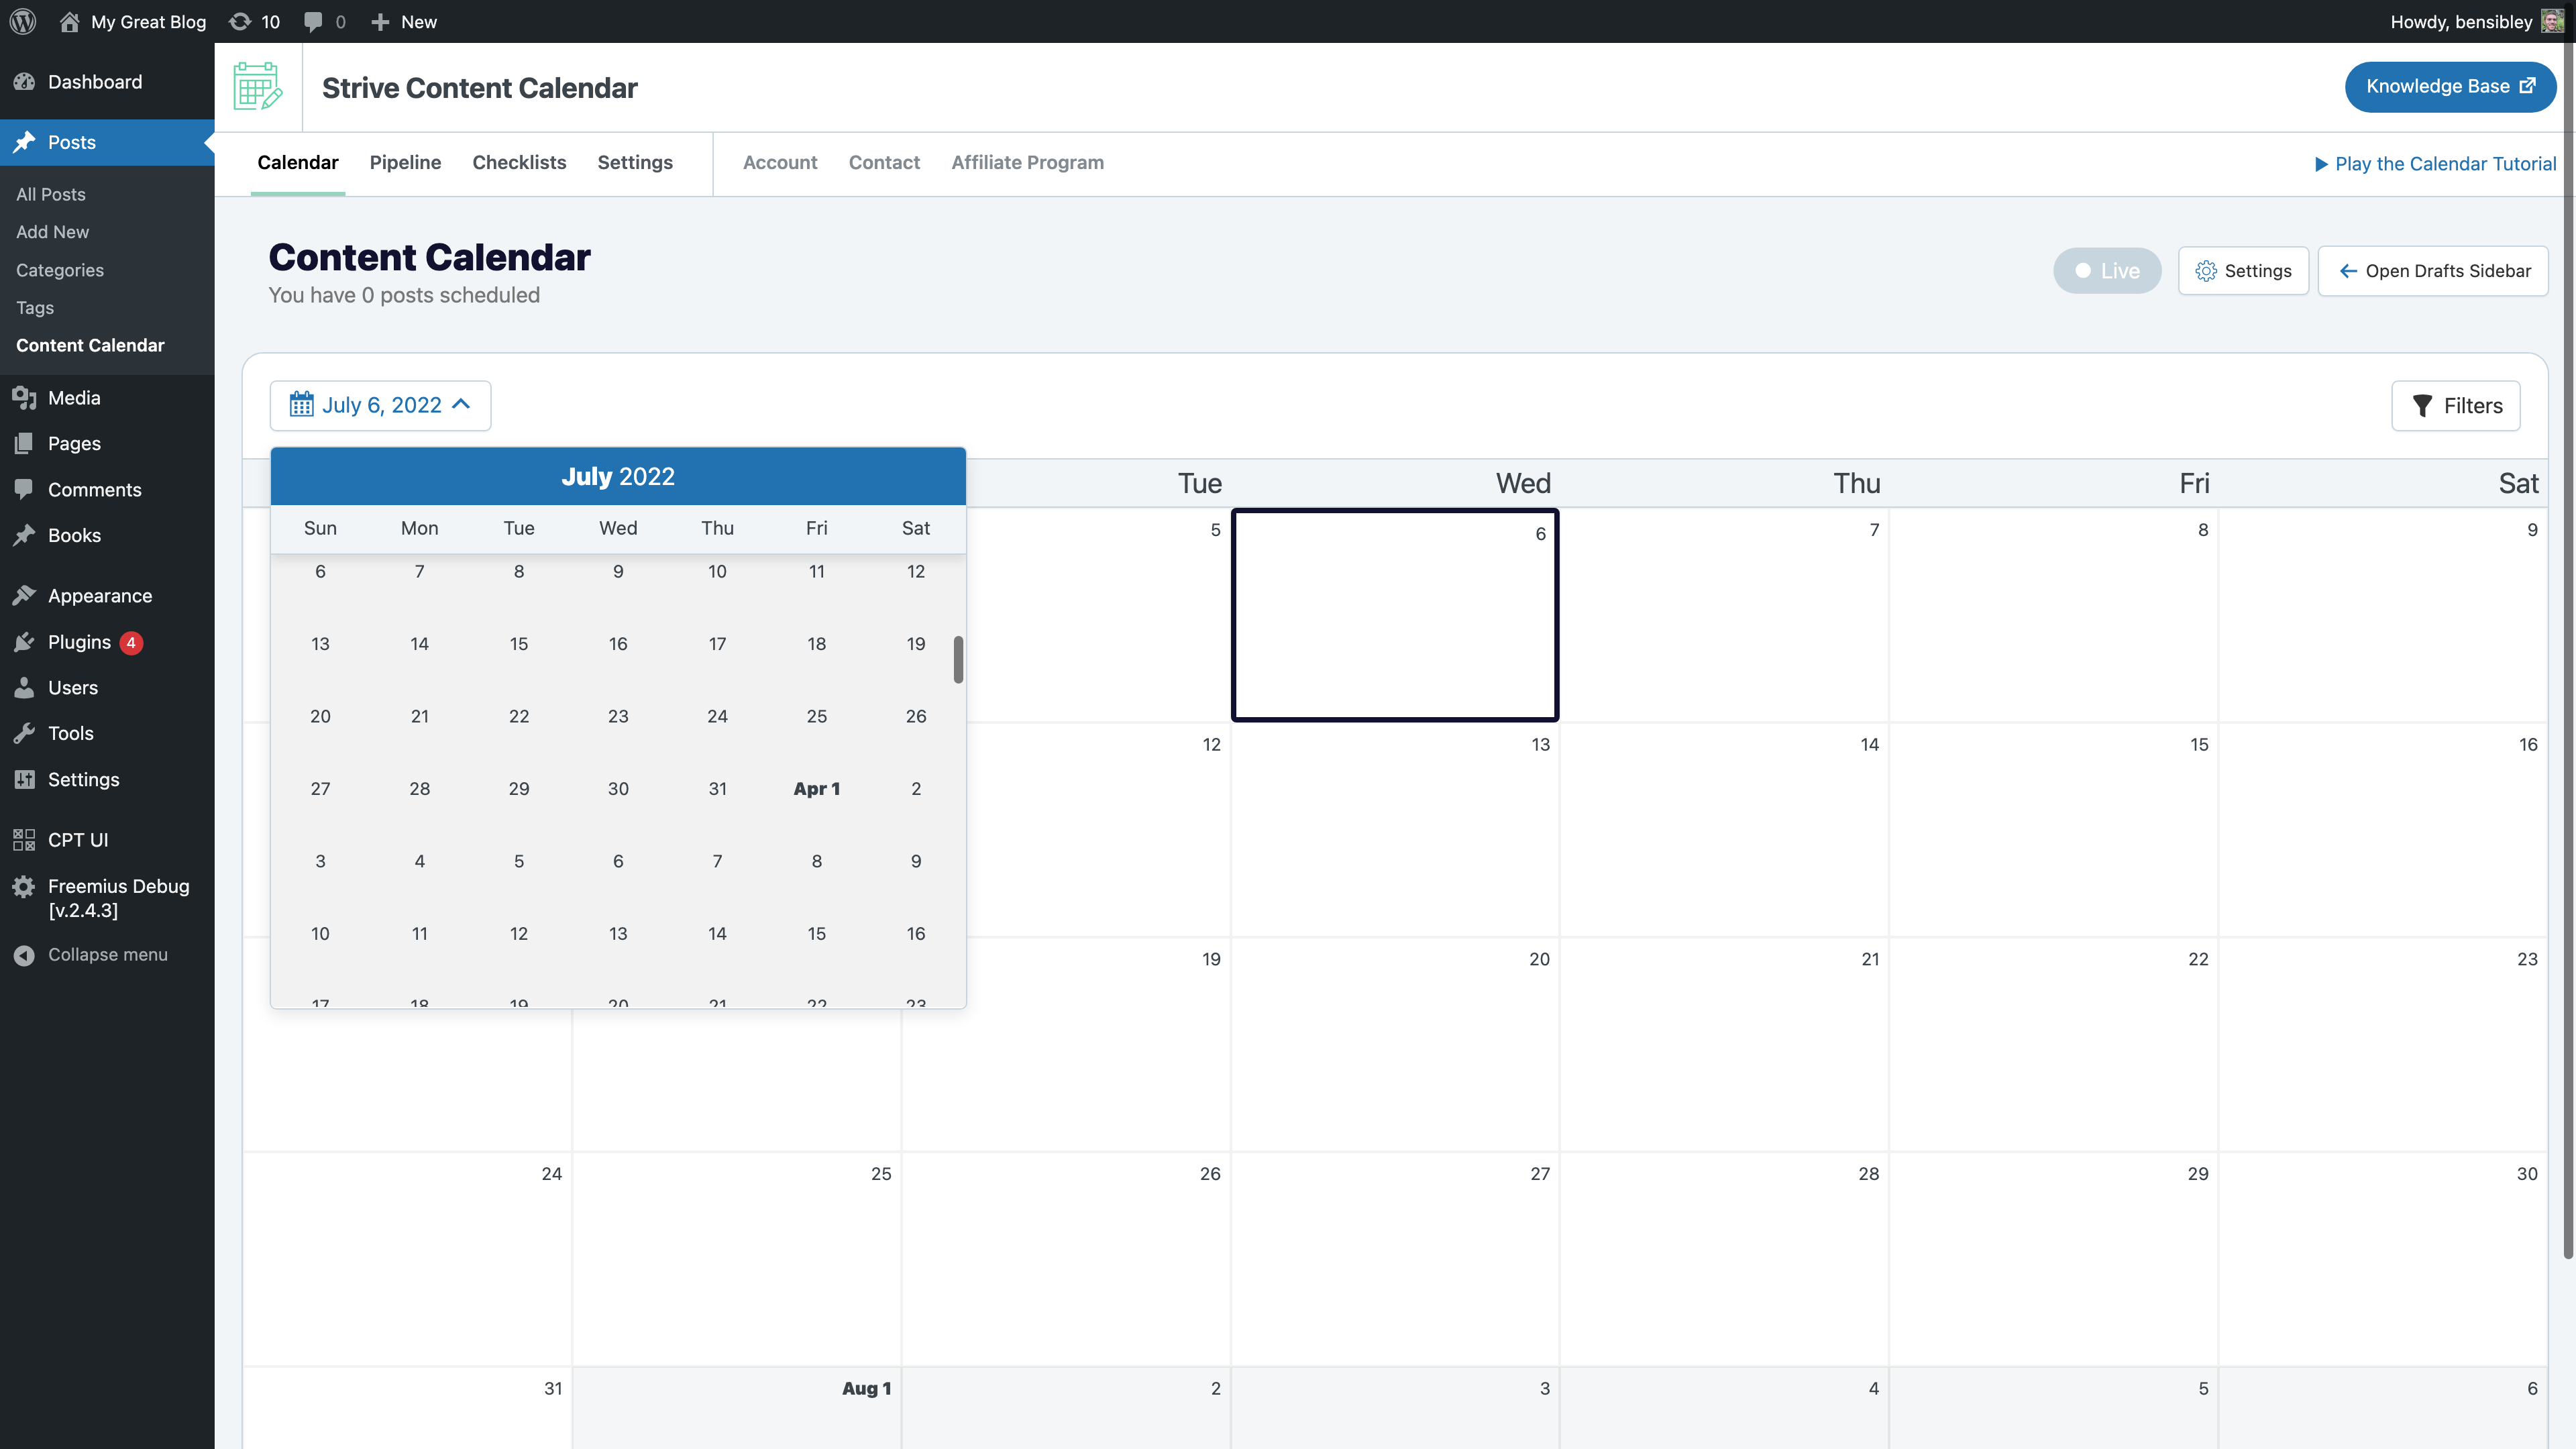 My Great Blog 10 0 New Howdy, bensibley
Dashboard
Posts
All Posts
Add New
Categories
Tags
Content Calendar
Media
Pages
Comments
Books
Appearance
Plugins 4
Users
Tools
Settings
CPT UI
Freemius Debug
[v.2.4.3]
Collapse menu
Strive Content Calendar Knowledge Base
Calendar Pipeline Checklists Settings Account Contact Affiliate Program Play the Calendar Tutorial
Content Calendar
You have 0 posts scheduled
Live Settings Open Drafts Sidebar
July 6, 2022 Filters
July 2022
Sun Mon Tue Wed Thu Fri Sat
6 7 8 9 10 11 12
13 14 15 16 17 18 19
20 21 22 23 24 25 26
27 28 29 30 31 Apr 1 2
3 4 5 6 7 8 9
10 11 12 13 14 15 16
17 18 19 20 21 22 23
Tue Wed Thu Fri Sat
5 6 7 8 9
12 13 14 15 16
19 20 21 22 23
24 25 26 27 28 29 30
31 Aug 1 2 3 4 5 6